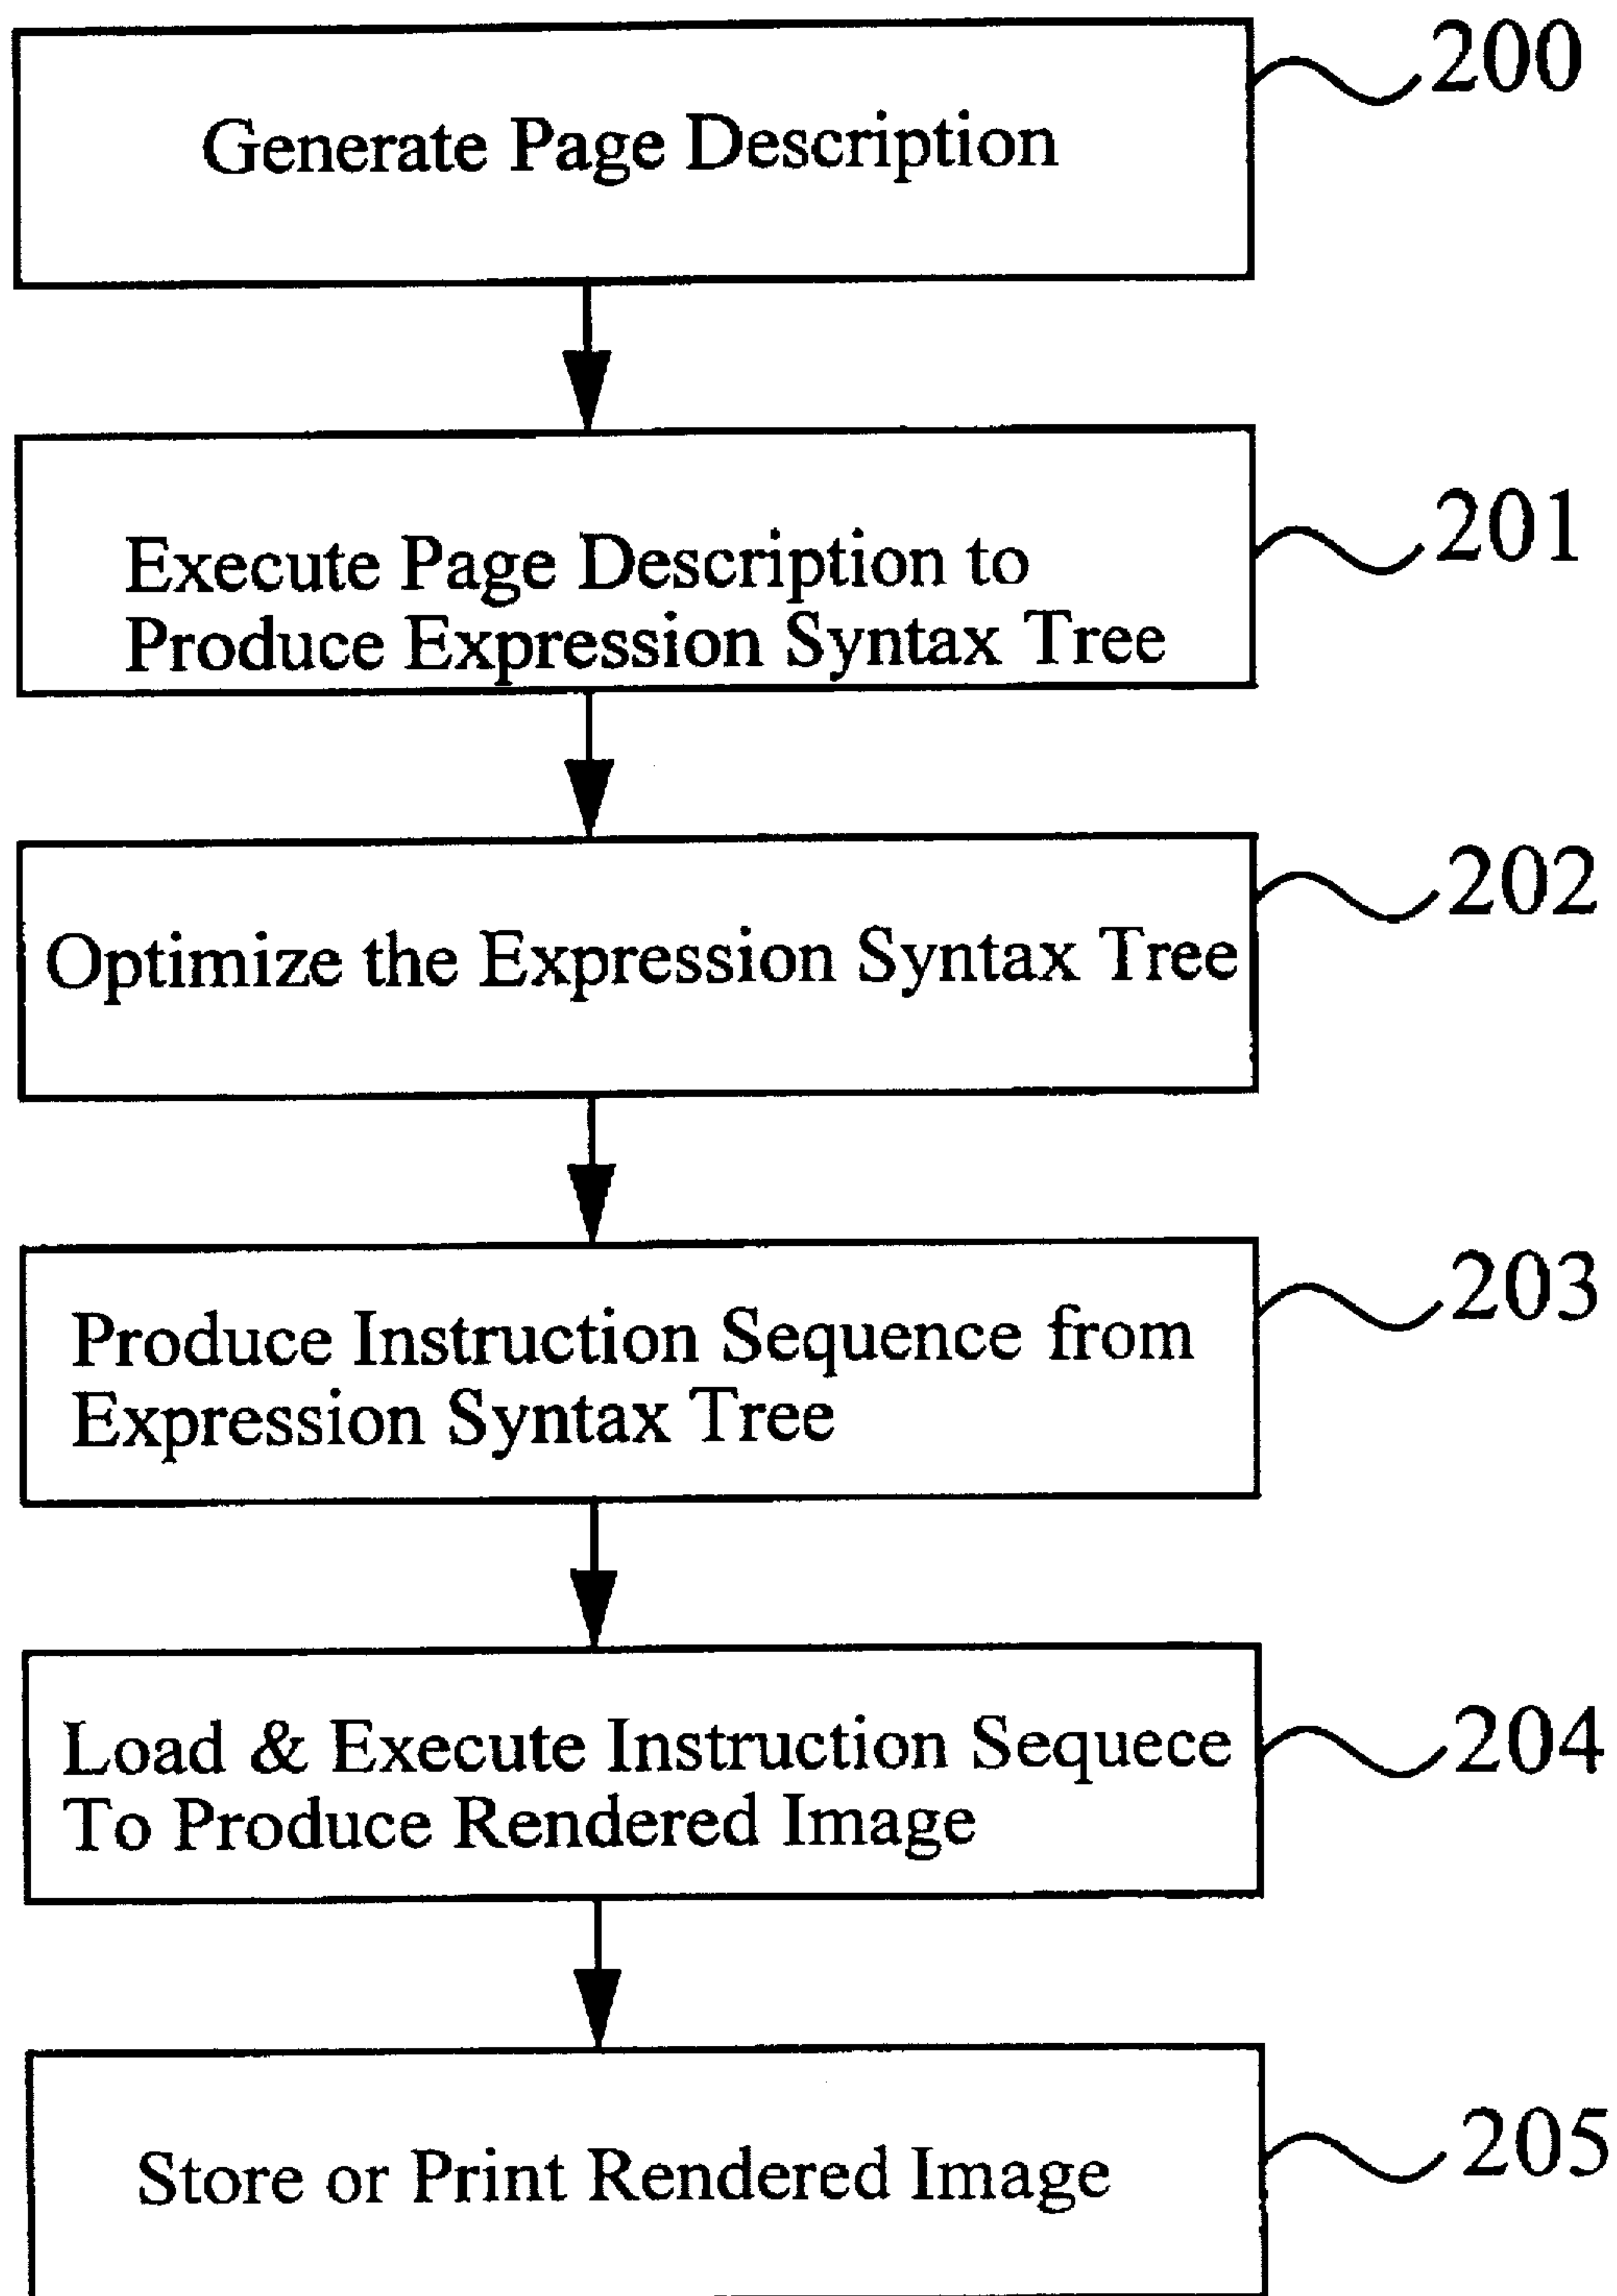 200
Generate Page Description
201
Execute Page Description to
Produce Expression Syntax Tree
202
Optimize the Expression Syntax Tree
203
Produce Instruction Sequence from
Expression Syntax Tree
204
Load & Execute Instruction Sequece
To Produce Rendered Image
205
Store or Print Rendered Image